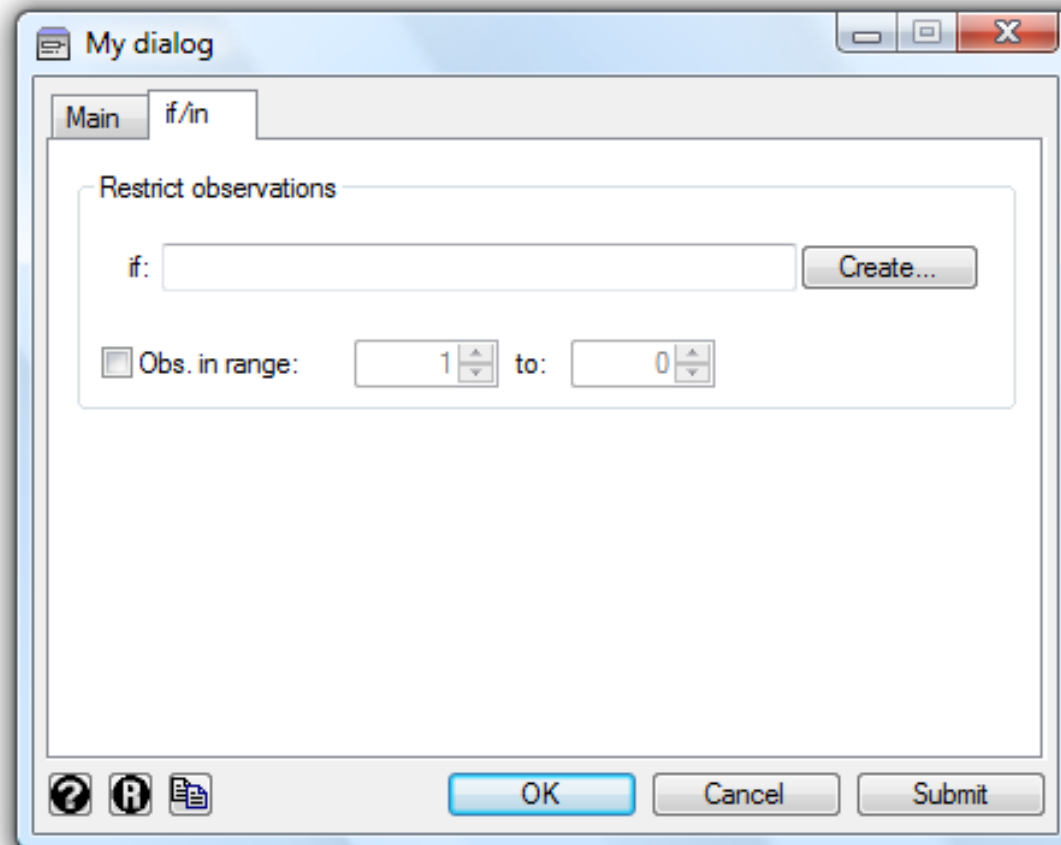 My dialog
Main if/in
Restrict observations
if: Create...
Obs. in range: 1 to: 0
? R OK Cancel Submit